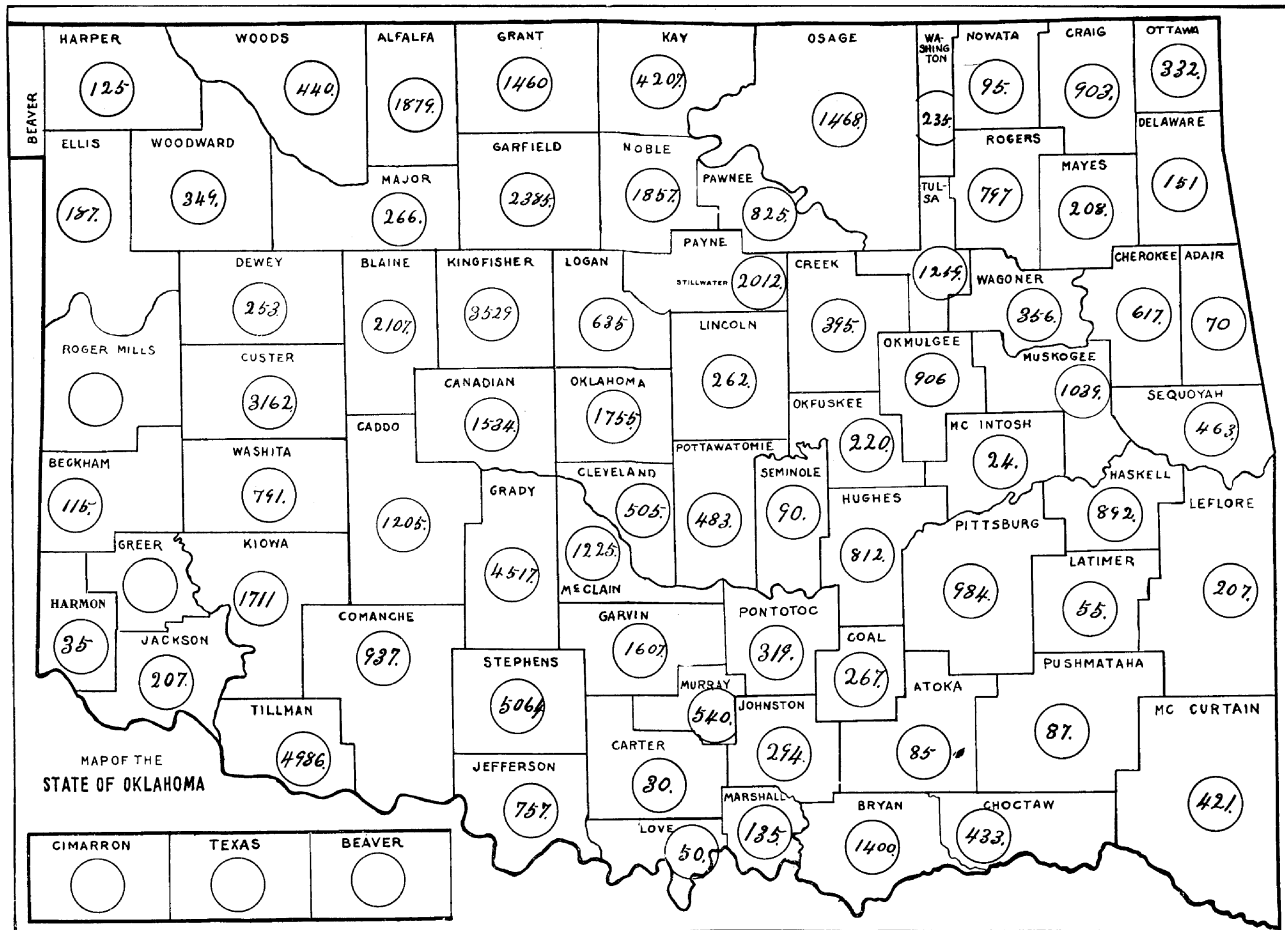 HARPER
125
WOODS
440.
ALFALFA
1879.
GRANT
1460
KAY
4207.
OSAGE
1468.
WA-
SHING
TON
235.
NOWATA
95.
CRAIG
903.
OTTAWA
332.
BEAVER
ELLIS
187.
WOODWARD
349.
MAJOR
266.
GARFIELD
2385.
NOBLE
1857.
PAWNEE
825.
TUL-
SA
ROGERS
797
MAYES
208.
DELAWARE
151
DEWEY
253.
BLAINE
2107.
KINGFISHER
3529
LOGAN
635
PAYNE
STILLWATER
2012.
CREEK
395.
WAGONER
356.
CHEROKEE
617.
ADAIR
70
ROGER MILLS
CUSTER
3162.
CANADIAN
1534.
OKLAHOMA
1755.
LINCOLN
262.
OKMULGEE
906
MUSKOGEE
1039.
SEQUOYAH
463.
BECKHAM
115.
WASHITA
791.
CADDO
1205.
GRADY
4517.
CLEVELAND
505.
POTTAWATOMIE
483.
SEMINOLE
90.
OKFUSKEE
220.
MC INTOSH
24.
HASKELL
892.
LEFLORE
207.
GREER
KIOWA
1711
1225.
McCLAIN
HUGHES
812.
PITTSBURG
984.
LATIMER
55.
HARMON
35
JACKSON
207.
COMANCHE
937.
STEPHENS
5064
GARVIN
1607.
PONTOTOC
319.
COAL
267.
ATOKA
85
PUSHMATAHA
87.
MC CURTAIN
421.
TILLMAN
4986.
JEFFERSON
757.
MURRAY
540.
CARTER
30.
JOHNSTON
294.
MARSHALL
135.
LOVE
50.
BRYAN
1400.
CHOCTAW
433.
MAP OF THE
STATE OF OKLAHOMA
CIMARRON
TEXAS
BEAVER